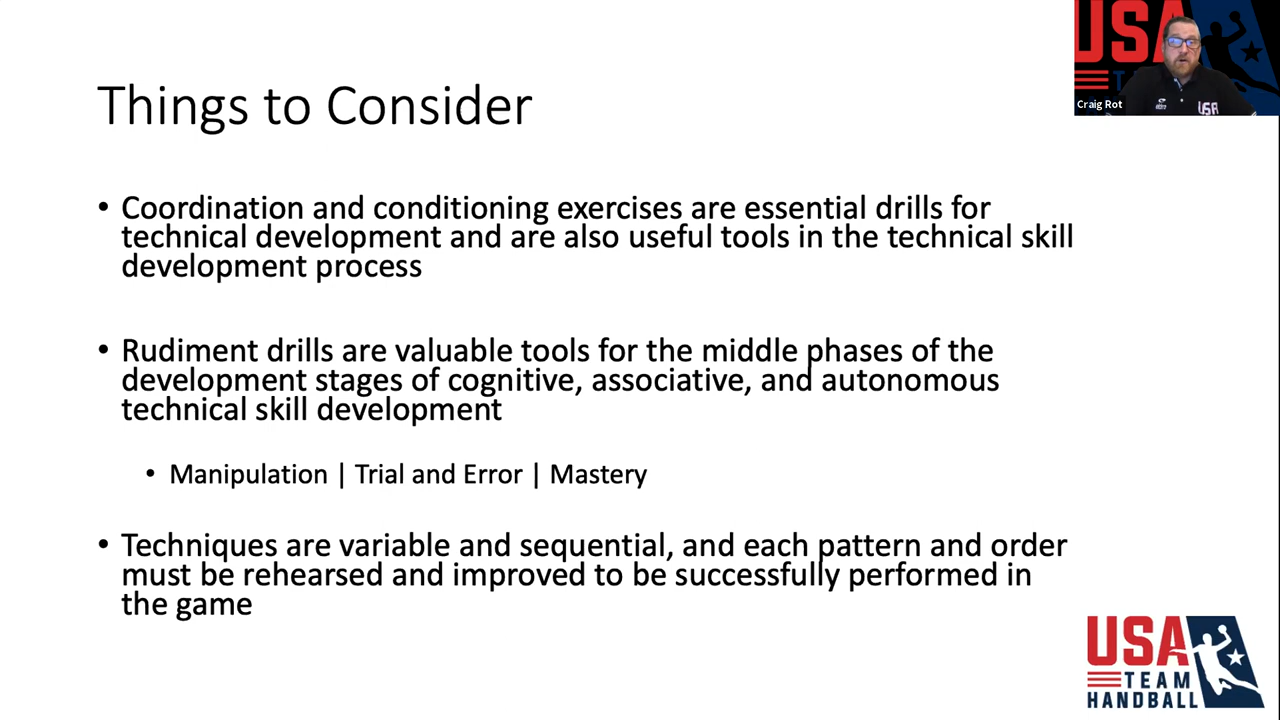 USA
T
Craig Rot
USA
Things to Consider
• Coordination and conditioning exercises are essential drills for
technical development and are also useful tools in the technical skill
development process
• Rudiment drills are valuable tools for the middle phases of the
development stages of cognitive, associative, and autonomous
technical skill development
• Manipulation | Trial and Error | Mastery
• Techniques are variable and sequential, and each pattern and order
must be rehearsed and improved to be successfully performed in
the game
USA
TEAM
HANDBALL